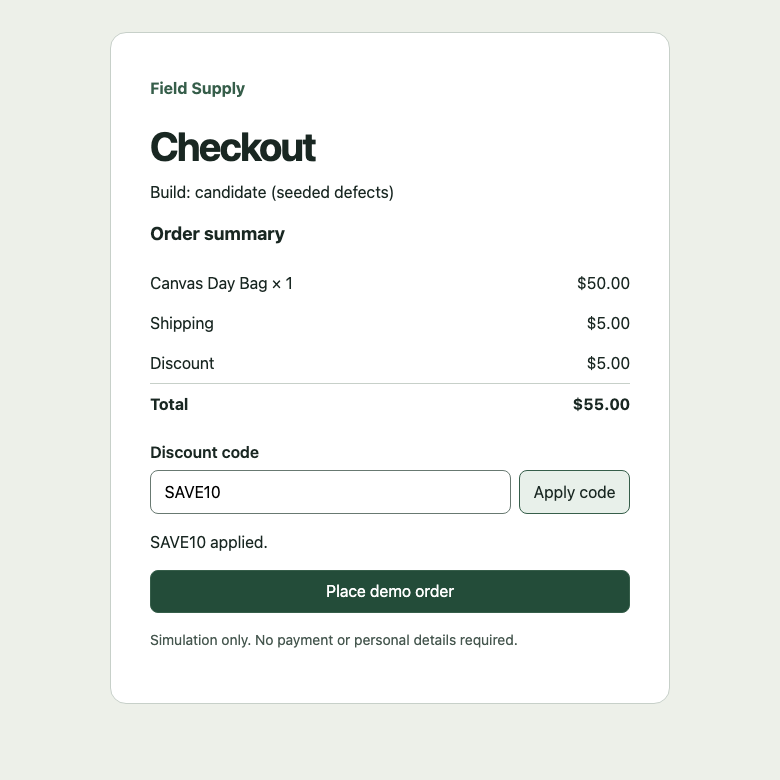 Field Supply
Checkout
Build: candidate (seeded defects)
Order summary
Canvas Day Bag × 1 $50.00
Shipping $5.00
Discount $5.00
Total $55.00
Discount code
SAVE10 Apply code
SAVE10 applied.
Place demo order
Simulation only. No payment or personal details required.